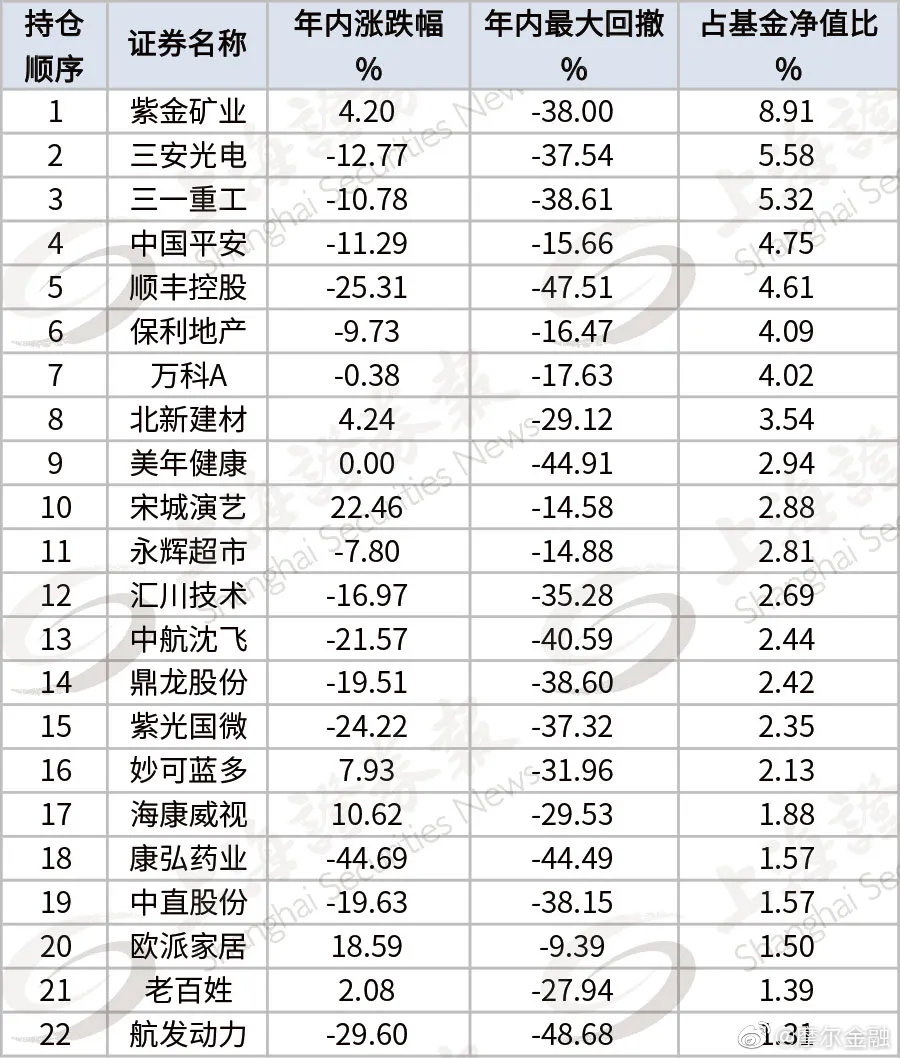 持仓顺序 证券名称 年内涨跌幅% 年内最大回撤% 占基金净值比%
1 紫金矿业 4.20 -38.00 8.91
2 三安光电 -12.77 -37.54 5.58
3 三一重工 -10.78 -38.61 5.32
4 中国平安 -11.29 -15.66 4.75
5 顺丰控股 -25.31 -47.51 4.61
6 保利地产 -9.73 -16.47 4.09
7 万科A -0.38 -17.63 4.02
8 北新建材 4.24 -29.12 3.54
9 美年健康 0.00 -44.91 2.94
10 宋城演艺 22.46 -14.58 2.88
11 永辉超市 -7.80 -14.88 2.81
12 汇川技术 -16.97 -35.28 2.69
13 中航沈飞 -21.57 -40.59 2.44
14 鼎龙股份 -19.51 -38.60 2.42
15 紫光国微 -24.22 -37.32 2.35
16 妙可蓝多 7.93 -31.96 2.13
17 海康威视 10.62 -29.53 1.88
18 康弘药业 -44.69 -44.49 1.57
19 中直股份 -19.63 -38.15 1.57
20 欧派家居 18.59 -9.39 1.50
21 老百姓 2.08 -27.94 1.39
22 航发动力 -29.60 -48.68 1.31
上海證券報
Shanghai Securities News
@摩尔金融